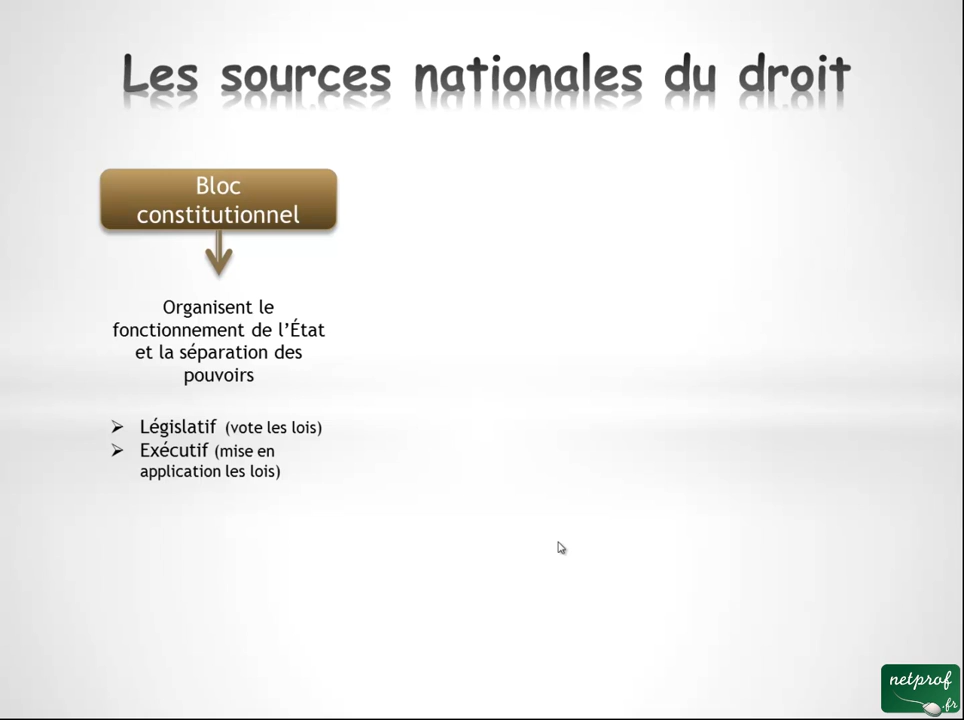 Les sources nationales du droit
Bloc
constitutionnel
Organisent le
fonctionnement de l’État
et la séparation des
pouvoirs
➢ Législatif (vote les lois)
➢ Exécutif (mise en
application les lois)
netprof
.fr